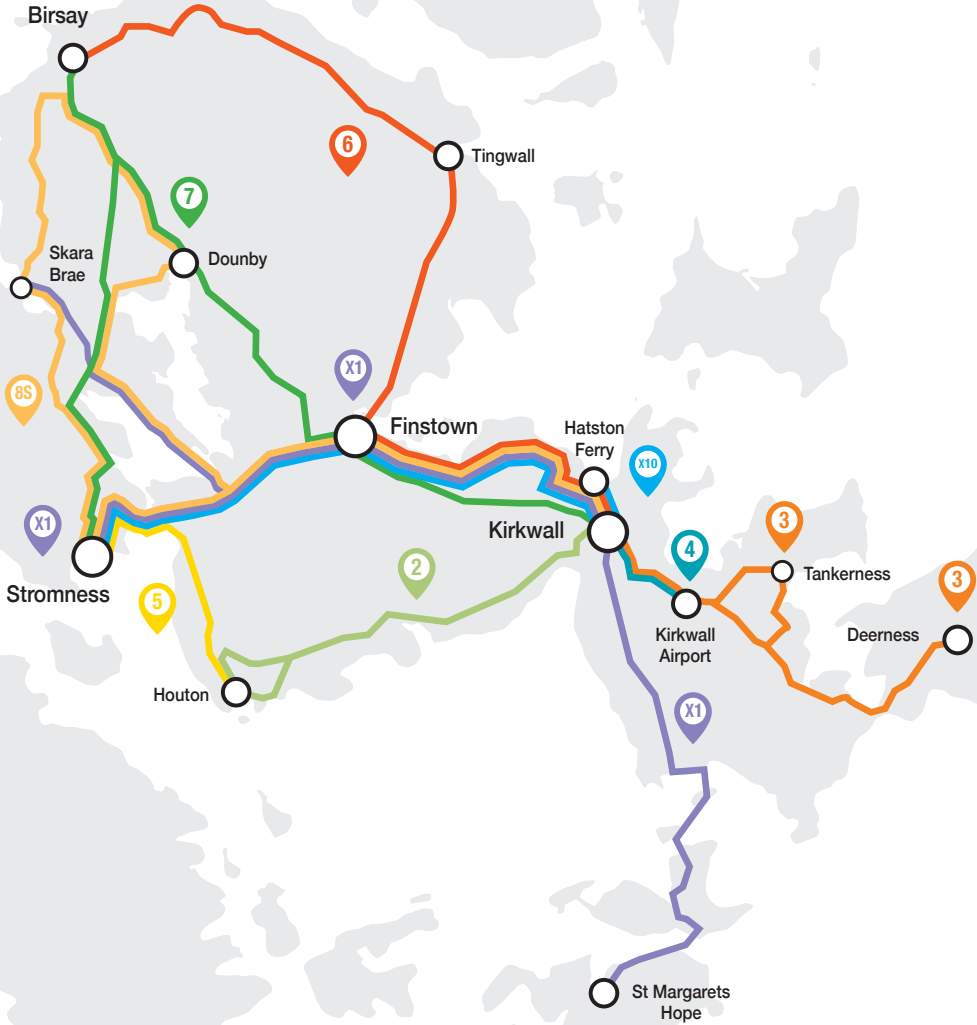 Birsay
6
Tingwall
7
Skara
Brae
Dounby
X1
8S
Finstown
Hatston
Ferry
X10
X1
Kirkwall
3
4
2
Tankerness
3
Stromness
5
Kirkwall
Airport
Deerness
Houton
X1
St Margarets
Hope